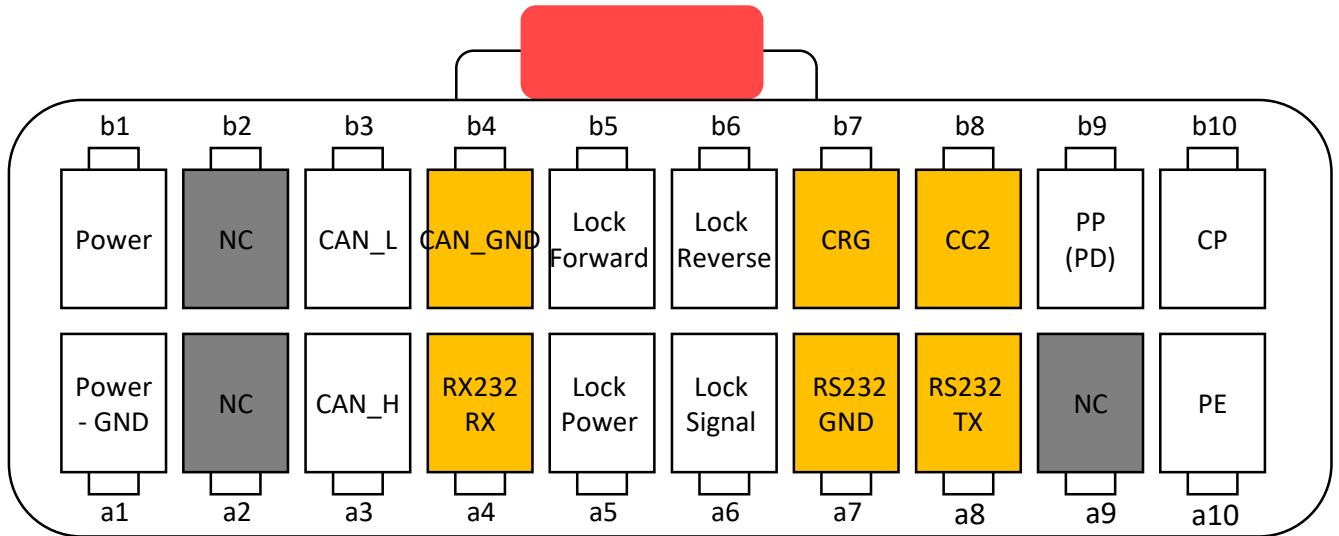 b1 b2 b3 b4 b5 b6 b7 b8 b9 b10
Power
NC
CAN_L
CAN_GND
Lock
Forward
Lock
Reverse
CRG
CC2
PP
(PD)
CP
Power
- GND
NC
CAN_H
RX232
RX
Lock
Power
Lock
Signal
RS232
GND
RS232
TX
NC
PE
a1 a2 a3 a4 a5 a6 a7 a8 a9 a10